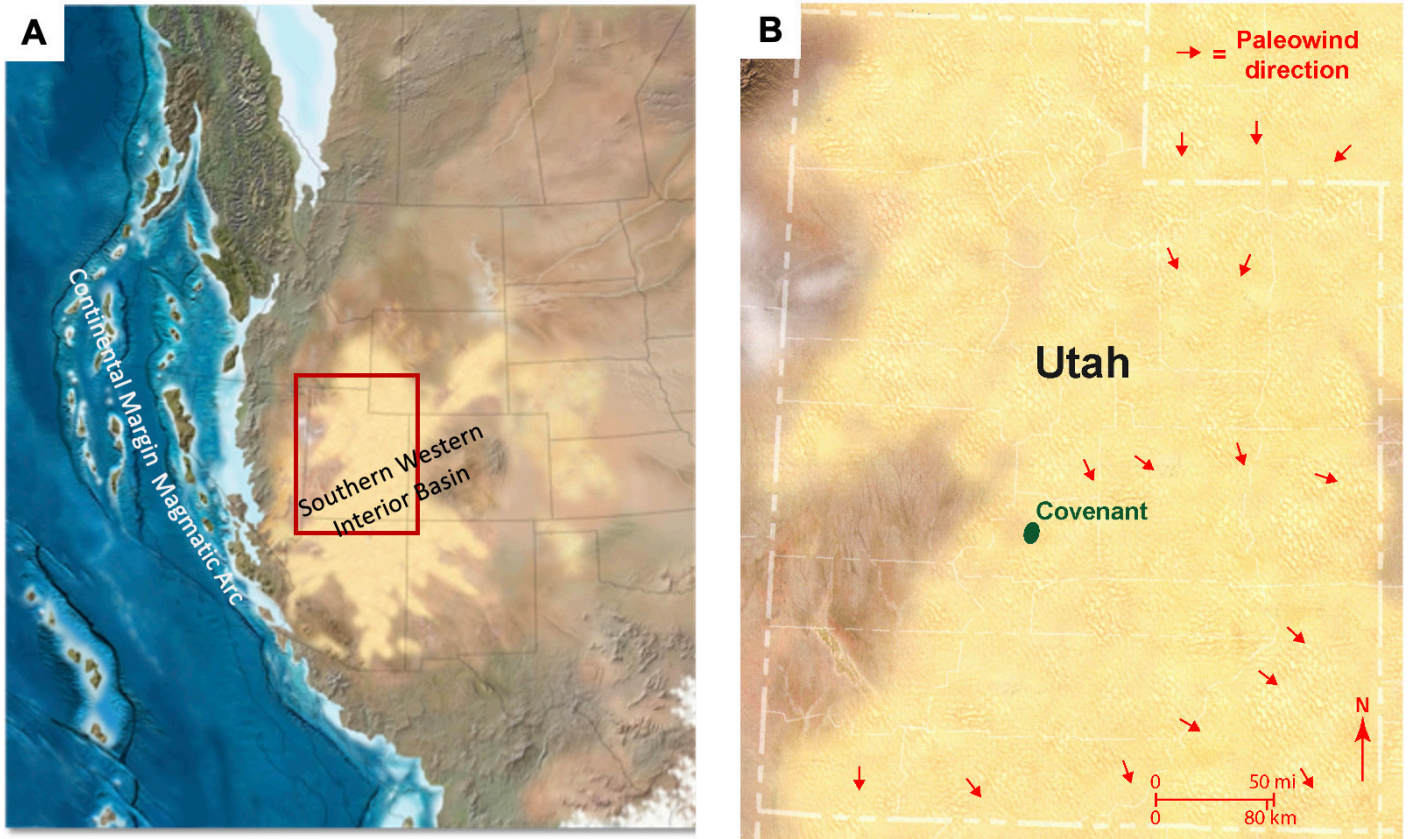 A
Continental Margin Magmatic Arc
Southern Western
Interior Basin
B
→ = Paleowind
direction
Utah
Covenant
N
0 50 mi
0 80 km